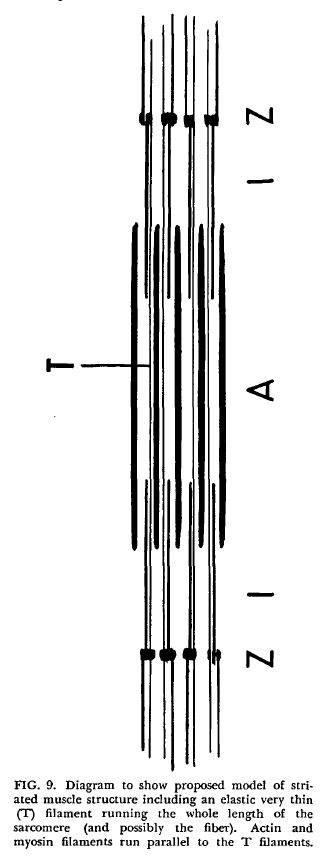 Z
I
T
A
I
Z
FIG. 9. Diagram to show proposed model of stri-
ated muscle structure including an elastic very thin
(T) filament running the whole length of the
sarcomere (and possibly the fiber). Actin and
myosin filaments run parallel to the T filaments.